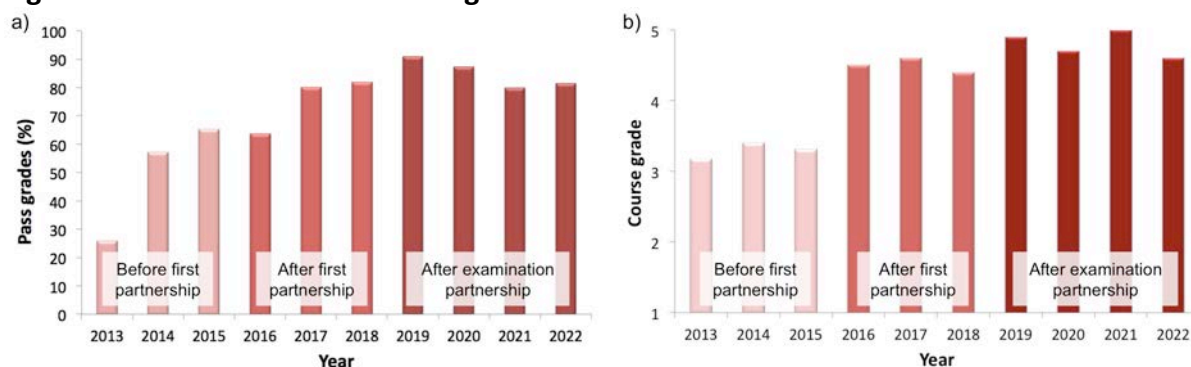 a)
Pass grades (%)
100
90
80
70
60
50
40
30
20
10
0
Before first
partnership
After first
partnership
After examination
partnership
2013 2014 2015 2016 2017 2018 2019 2020 2021 2022
Year
b)
Course grade
5
4
3
2
1
Before first
partnership
After first
partnership
After examination
partnership
2013 2014 2015 2016 2017 2018 2019 2020 2021 2022
Year